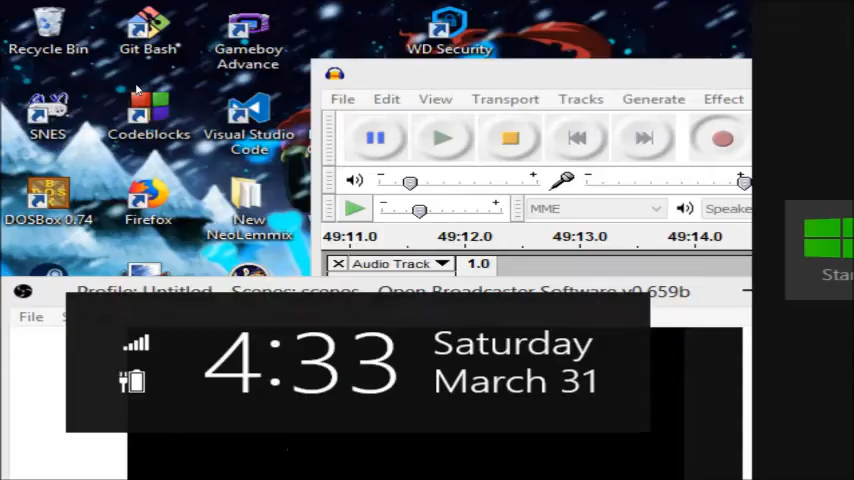 Recycle Bin
Git Bash
Gameboy
Advance
WD Security
SNES
CodeBlocks
Visual Studio
Code
DOSBox 0.74
Firefox
New
NeoLemmix
File Edit View Transport Tracks Generate Effect
MME
Speake
49:11.0 49:12.0 49:13.0 49:14.0
Audio Track
1.0
Profile: Untitled Scenes: scenes Open Broadcaster Software v0.659b
File
4:33
Saturday
March 31
Star